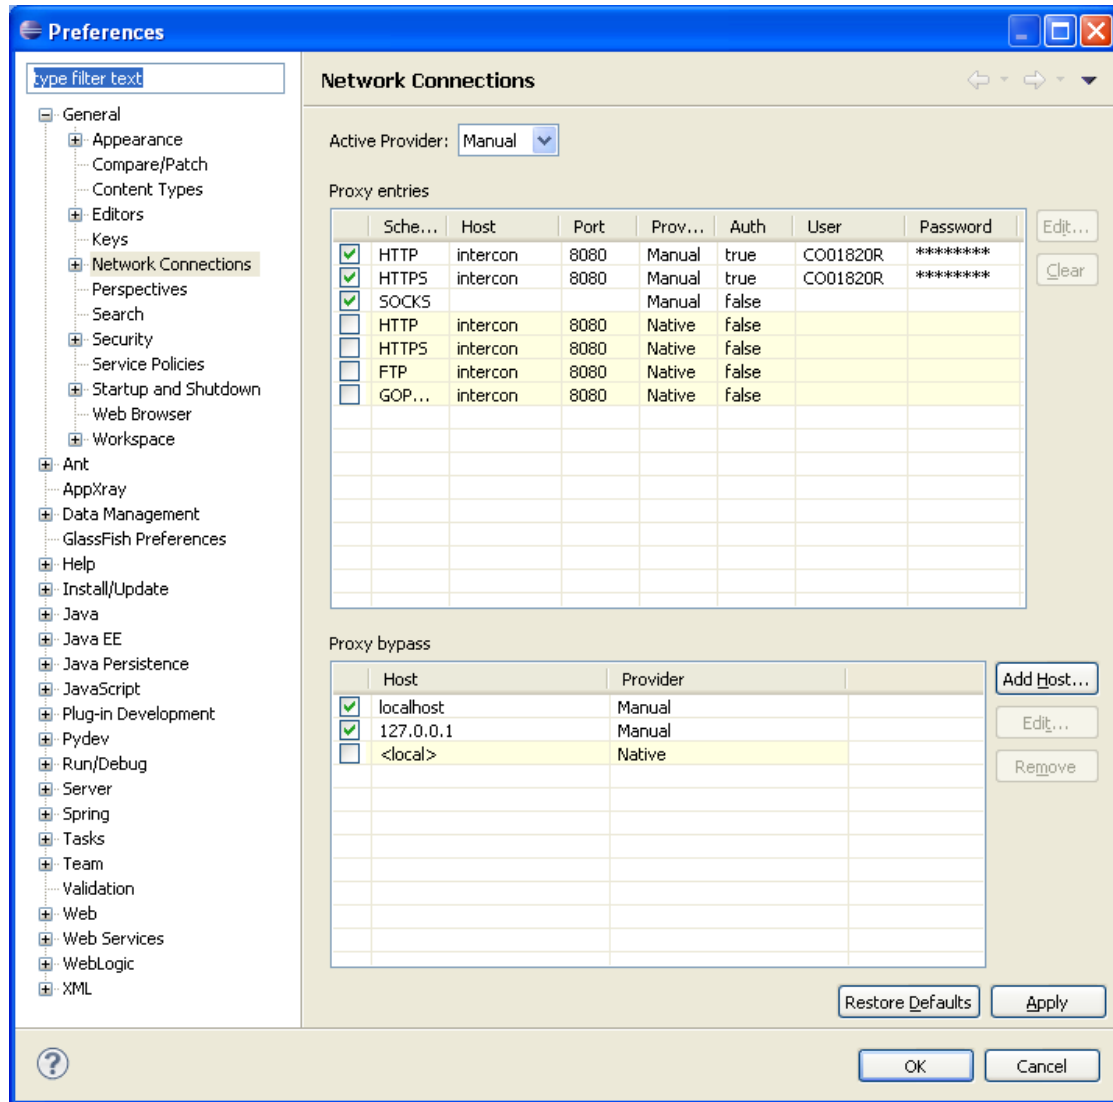 Preferences
type filter text
General
Appearance
Compare/Patch
Content Types
Editors
Keys
Network Connections
Perspectives
Search
Security
Service Policies
Startup and Shutdown
Web Browser
Workspace
Ant
AppXray
Data Management
GlassFish Preferences
Help
Install/Update
Java
Java EE
Java Persistence
JavaScript
Plug-in Development
Pydev
Run/Debug
Server
Spring
Tasks
Team
Validation
Web
Web Services
WebLogic
XML
Network Connections
Active Provider: Manual
Proxy entries
Sche... Host Port Prov... Auth User Password
HTTP intercon 8080 Manual true CO01820R ********
HTTPS intercon 8080 Manual true CO01820R ********
SOCKS Manual false
HTTP intercon 8080 Native false
HTTPS intercon 8080 Native false
FTP intercon 8080 Native false
GOP... intercon 8080 Native false
Edit...
Clear
Proxy bypass
Host Provider
localhost Manual
127.0.0.1 Manual
<local> Native
Add Host...
Edit...
Remove
Restore Defaults Apply
? OK Cancel